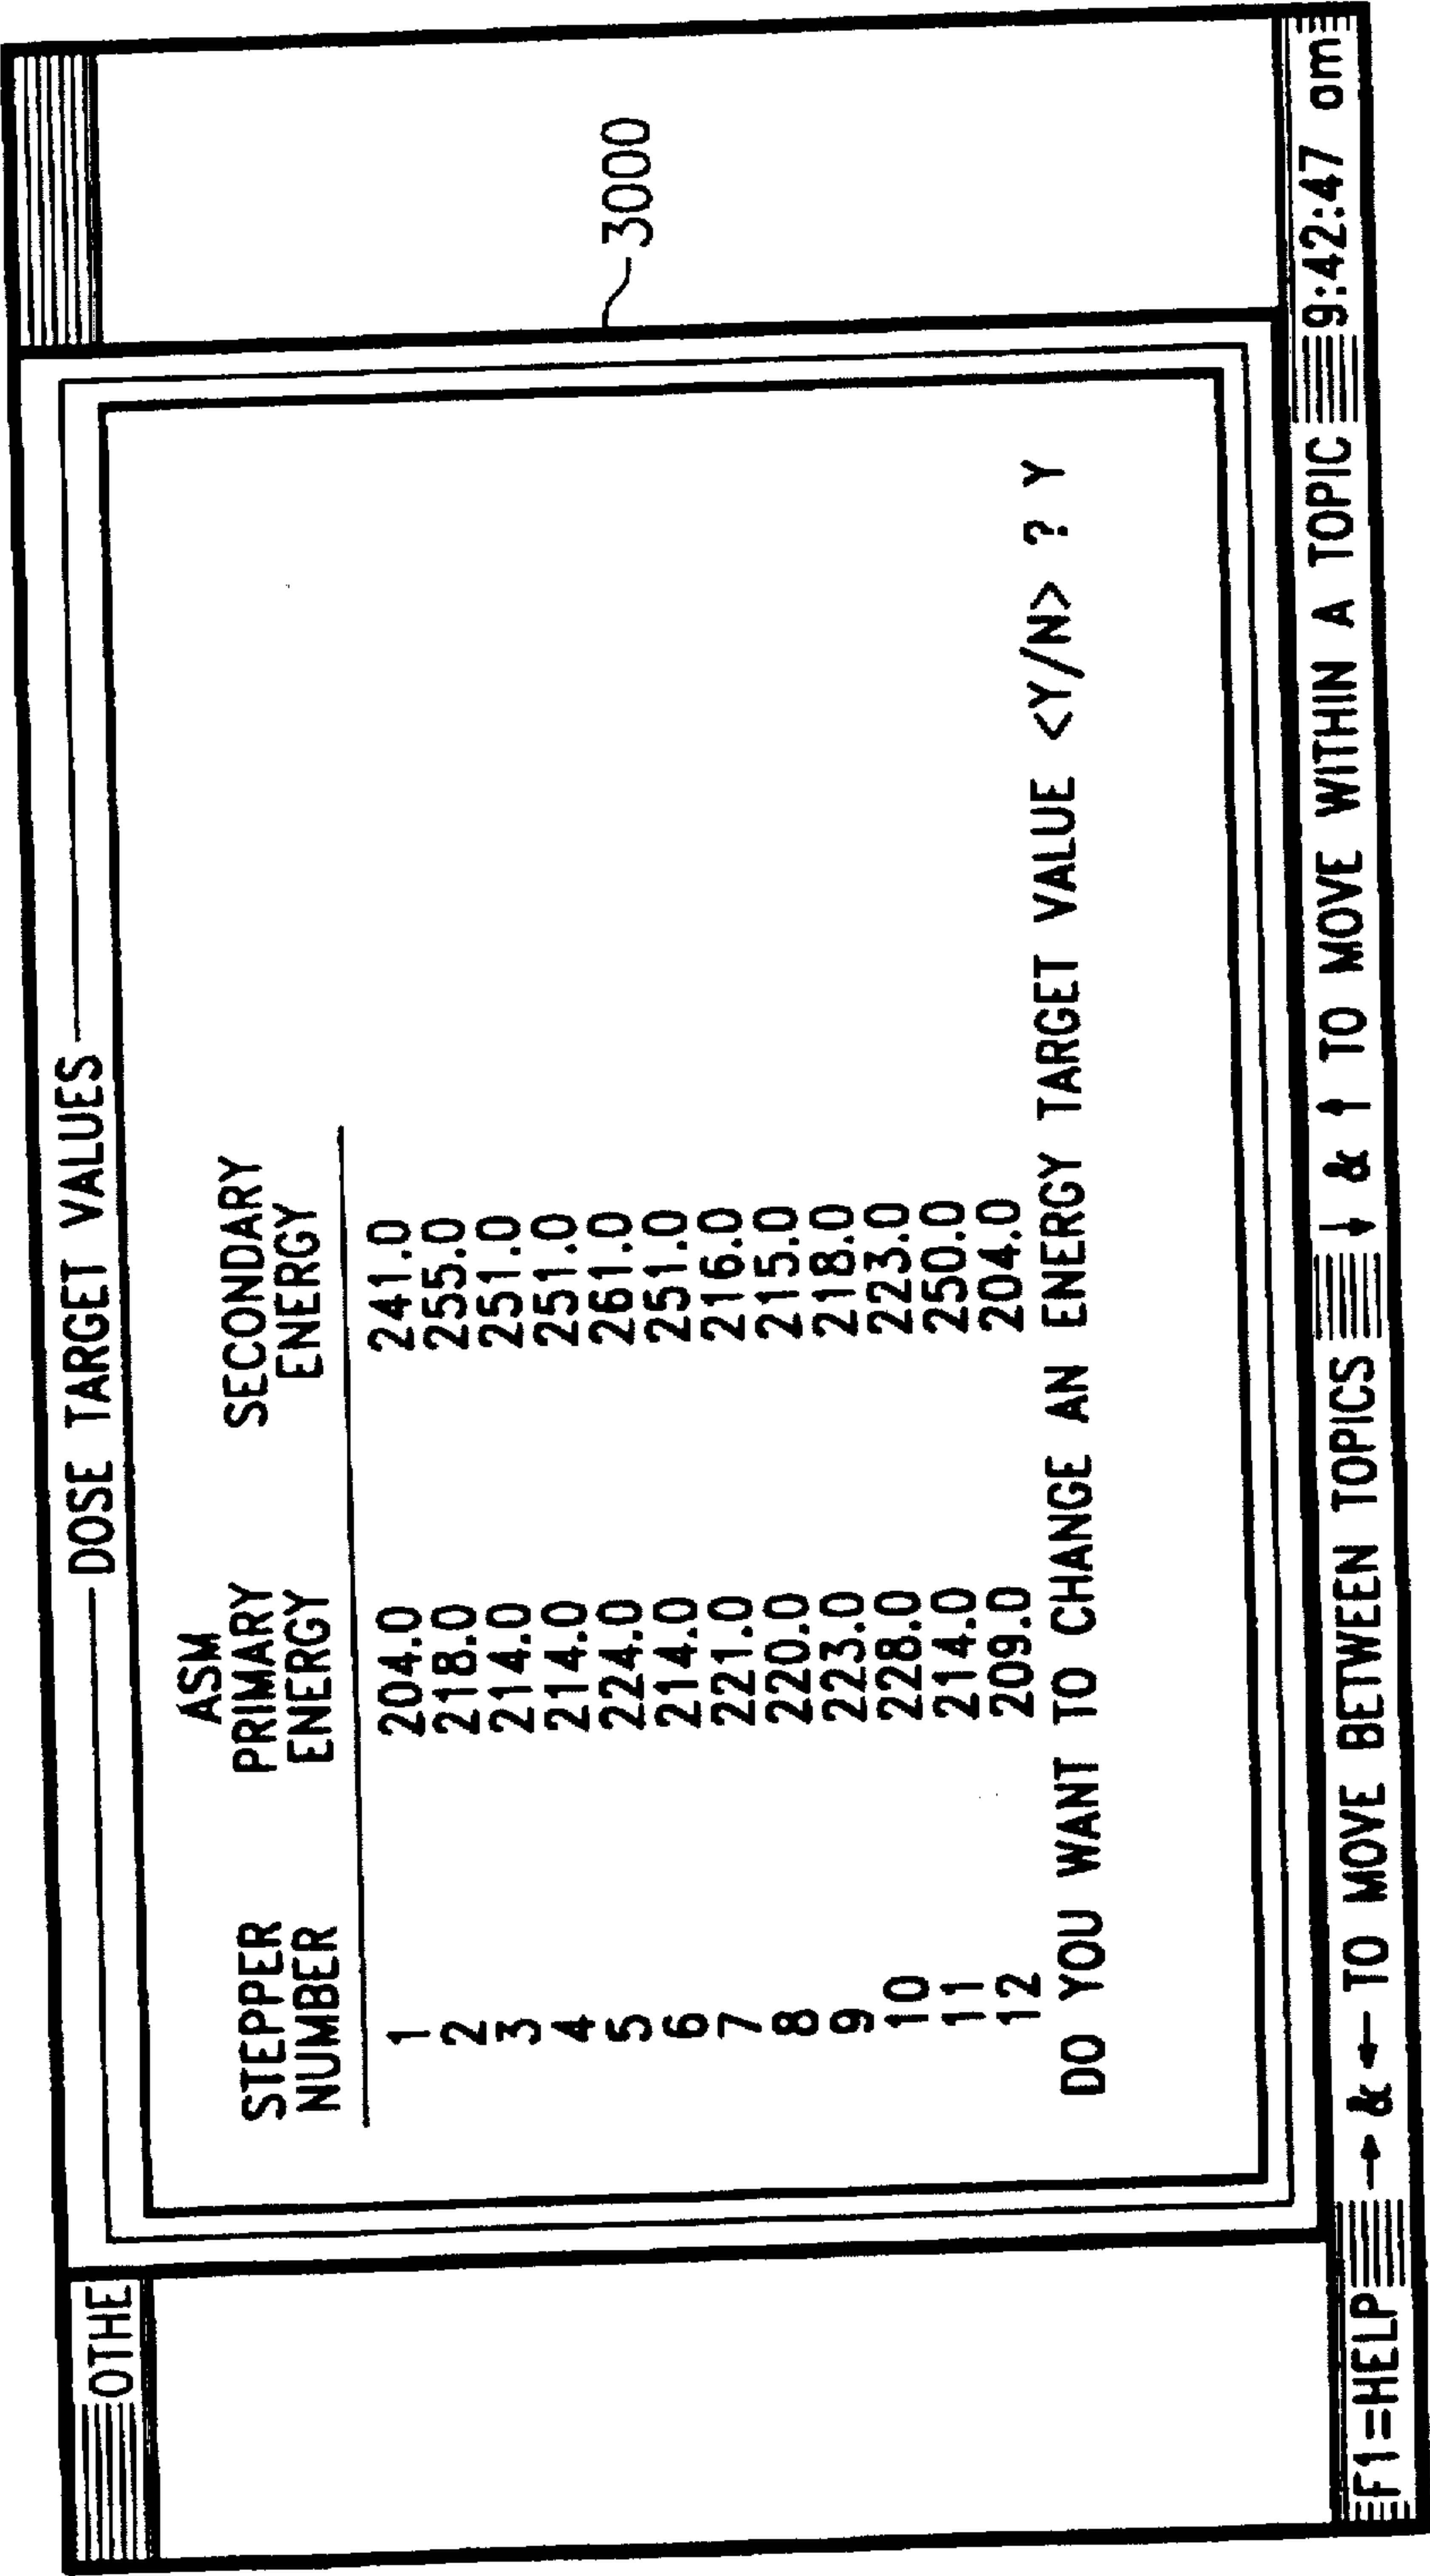 OTHE
DOSE TARGET VALUES
ASM
STEPPER PRIMARY SECONDARY
NUMBER ENERGY ENERGY
1 204.0 241.0
2 218.0 255.0
3 214.0 251.0
4 214.0 251.0
5 224.0 261.0
6 214.0 251.0
7 221.0 216.0
8 220.0 215.0
9 223.0 218.0
10 228.0 223.0
11 214.0 250.0
12 209.0 204.0
DO YOU WANT TO CHANGE AN ENERGY TARGET VALUE <Y/N> ? Y
3000
F1=HELP → & ← TO MOVE BETWEEN TOPICS ↓ & ↑ TO MOVE WITHIN A TOPIC 9:42:47 am